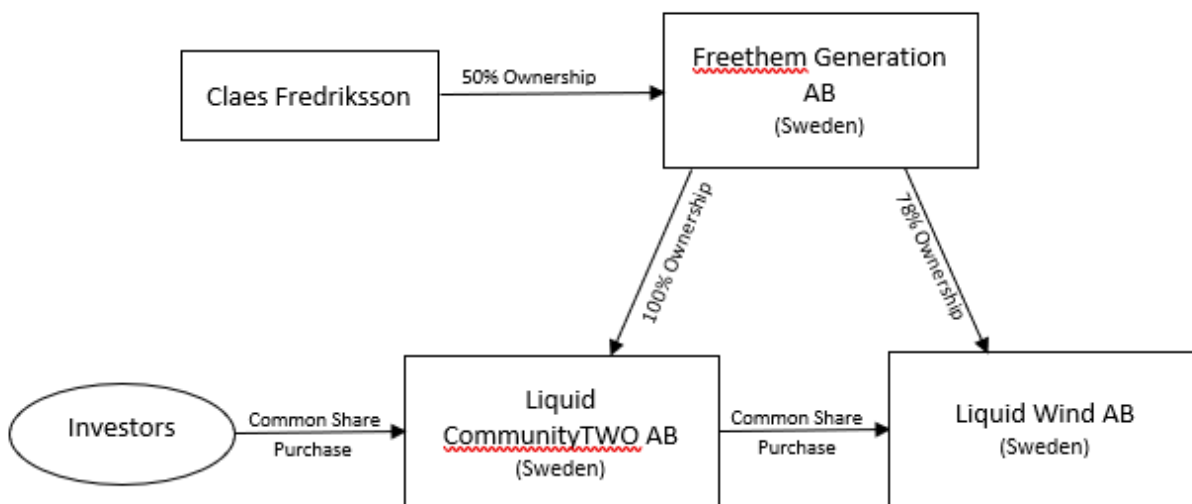 Claes Fredriksson
50% Ownership
Freethem Generation
AB
(Sweden)
100% Ownership
78% Ownership
Investors
Common Share
Purchase
Liquid
CommunityTWO AB
(Sweden)
Common Share
Purchase
Liquid Wind AB
(Sweden)